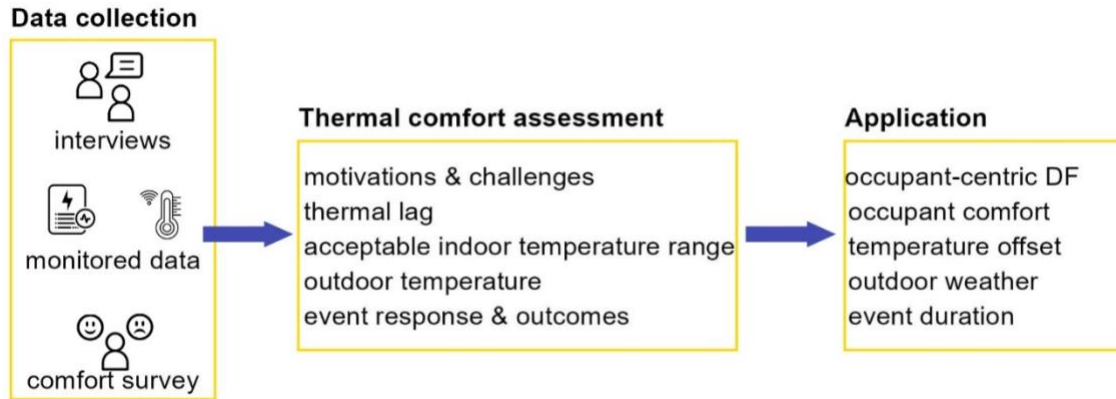 Data collection
interviews
monitored data
comfort survey
Thermal comfort assessment
motivations & challenges
thermal lag
acceptable indoor temperature range
outdoor temperature
event response & outcomes
Application
occupant-centric DF
occupant comfort
temperature offset
outdoor weather
event duration